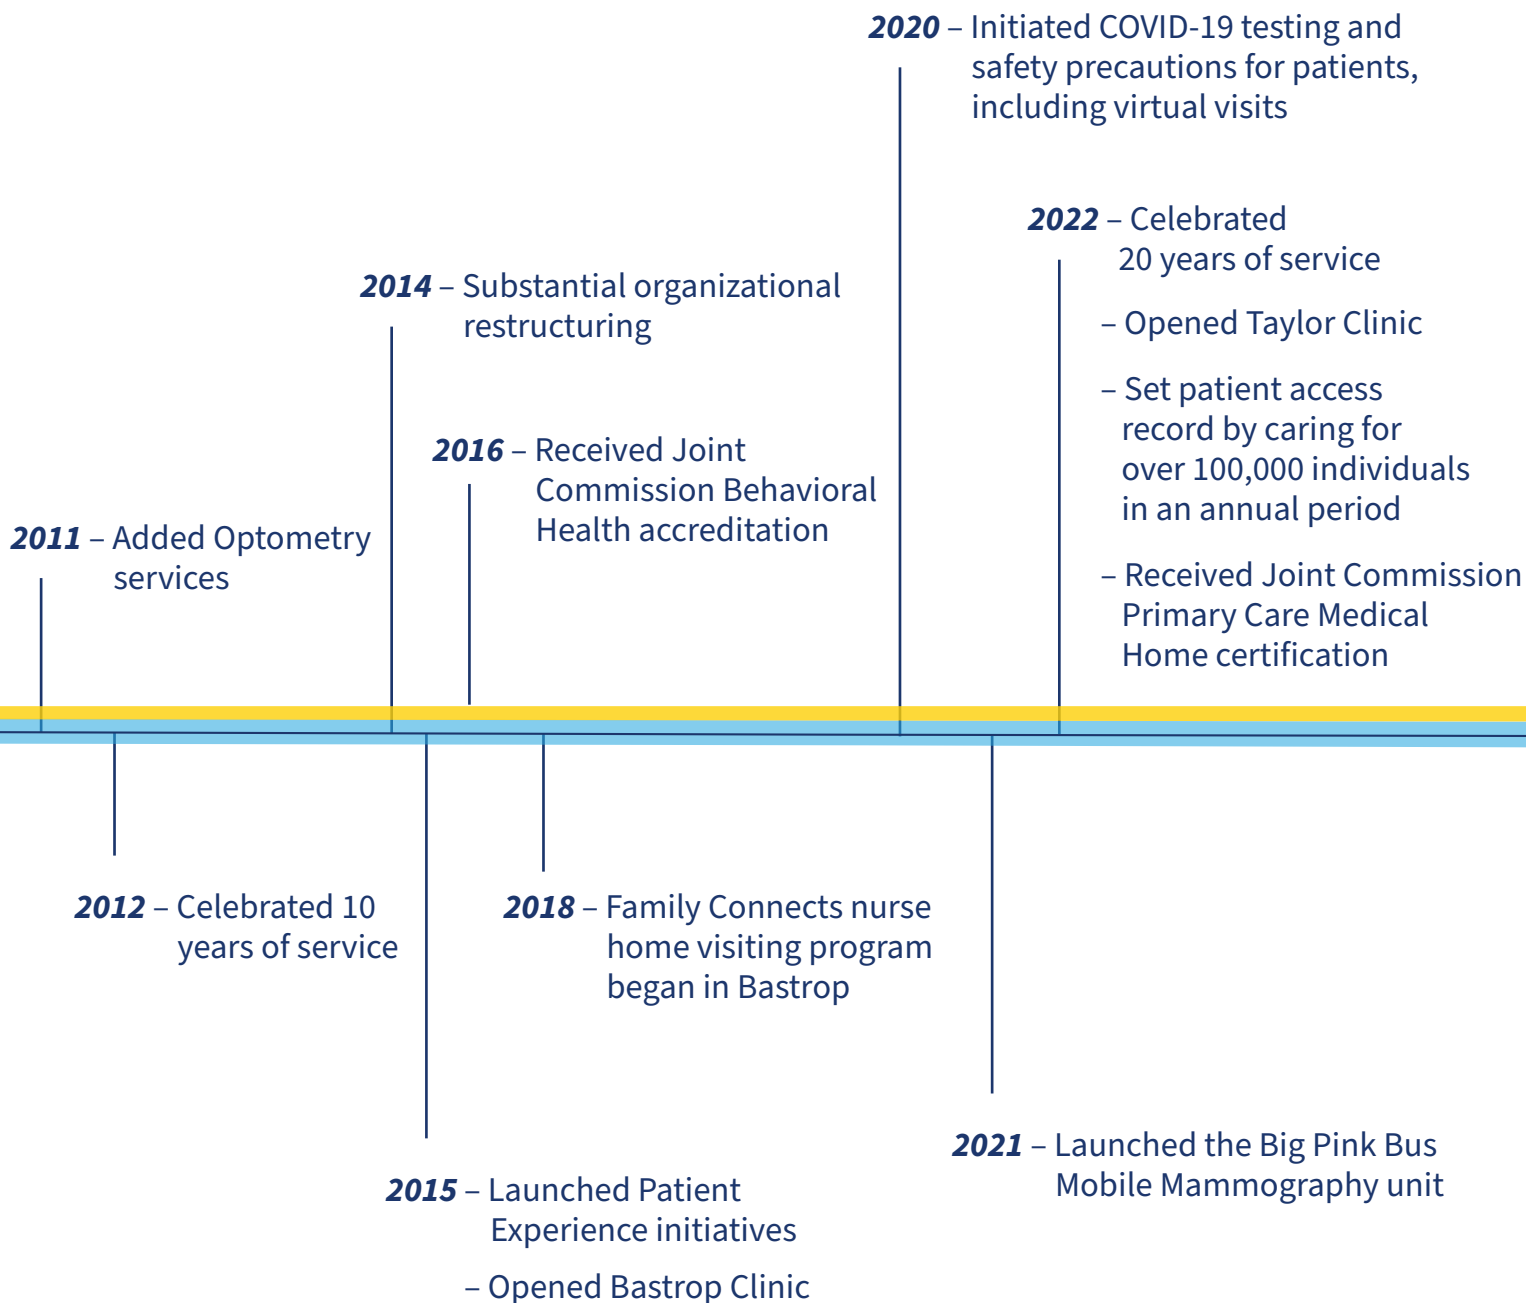 2020 – Initiated COVID-19 testing and
safety precautions for patients,
including virtual visits
2022 – Celebrated
20 years of service
– Opened Taylor Clinic
– Set patient access
record by caring for
over 100,000 individuals
in an annual period
– Received Joint Commission
Primary Care Medical
Home certification
2014 – Substantial organizational
restructuring
2016 – Received Joint
Commission Behavioral
Health accreditation
2011 – Added Optometry
services
2012 – Celebrated 10
years of service
2018 – Family Connects nurse
home visiting program
began in Bastrop
2015 – Launched Patient
Experience initiatives
– Opened Bastrop Clinic
2021 – Launched the Big Pink Bus
Mobile Mammography unit